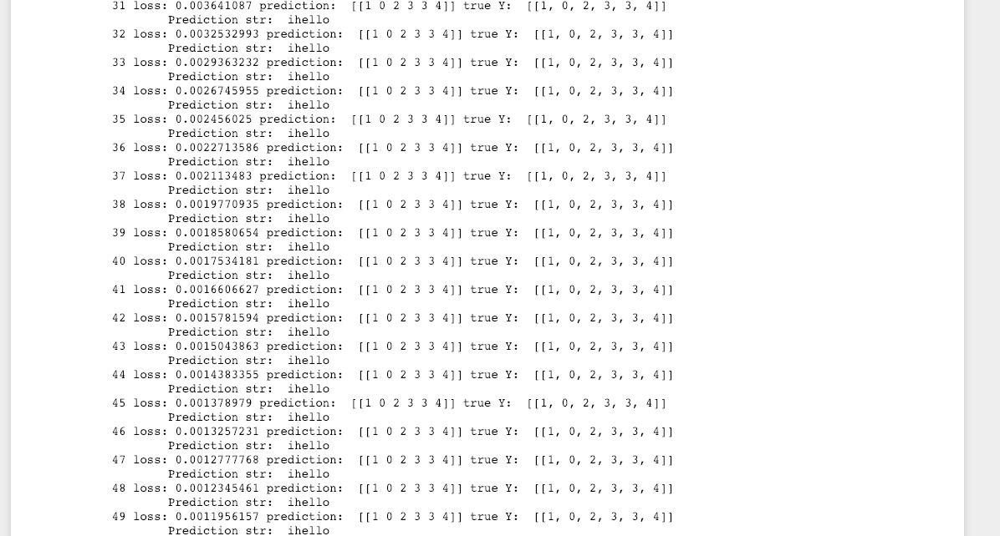 31 loss: 0.003641087 prediction:  [[1 0 2 3 3 4]] true Y:  [[1, 0, 2, 3, 3, 4]]
        Prediction str:  ihello
32 loss: 0.0032532993 prediction:  [[1 0 2 3 3 4]] true Y:  [[1, 0, 2, 3, 3, 4]]
        Prediction str:  ihello
33 loss: 0.0029363232 prediction:  [[1 0 2 3 3 4]] true Y:  [[1, 0, 2, 3, 3, 4]]
        Prediction str:  ihello
34 loss: 0.0026745955 prediction:  [[1 0 2 3 3 4]] true Y:  [[1, 0, 2, 3, 3, 4]]
        Prediction str:  ihello
35 loss: 0.002456025 prediction:  [[1 0 2 3 3 4]] true Y:  [[1, 0, 2, 3, 3, 4]]
        Prediction str:  ihello
36 loss: 0.0022713586 prediction:  [[1 0 2 3 3 4]] true Y:  [[1, 0, 2, 3, 3, 4]]
        Prediction str:  ihello
37 loss: 0.002113483 prediction:  [[1 0 2 3 3 4]] true Y:  [[1, 0, 2, 3, 3, 4]]
        Prediction str:  ihello
38 loss: 0.0019770935 prediction:  [[1 0 2 3 3 4]] true Y:  [[1, 0, 2, 3, 3, 4]]
        Prediction str:  ihello
39 loss: 0.0018580654 prediction:  [[1 0 2 3 3 4]] true Y:  [[1, 0, 2, 3, 3, 4]]
        Prediction str:  ihello
40 loss: 0.0017534181 prediction:  [[1 0 2 3 3 4]] true Y:  [[1, 0, 2, 3, 3, 4]]
        Prediction str:  ihello
41 loss: 0.0016606627 prediction:  [[1 0 2 3 3 4]] true Y:  [[1, 0, 2, 3, 3, 4]]
        Prediction str:  ihello
42 loss: 0.0015781594 prediction:  [[1 0 2 3 3 4]] true Y:  [[1, 0, 2, 3, 3, 4]]
        Prediction str:  ihello
43 loss: 0.0015043863 prediction:  [[1 0 2 3 3 4]] true Y:  [[1, 0, 2, 3, 3, 4]]
        Prediction str:  ihello
44 loss: 0.0014383355 prediction:  [[1 0 2 3 3 4]] true Y:  [[1, 0, 2, 3, 3, 4]]
        Prediction str:  ihello
45 loss: 0.001378979 prediction:  [[1 0 2 3 3 4]] true Y:  [[1, 0, 2, 3, 3, 4]]
        Prediction str:  ihello
46 loss: 0.0013257231 prediction:  [[1 0 2 3 3 4]] true Y:  [[1, 0, 2, 3, 3, 4]]
        Prediction str:  ihello
47 loss: 0.0012777768 prediction:  [[1 0 2 3 3 4]] true Y:  [[1, 0, 2, 3, 3, 4]]
        Prediction str:  ihello
48 loss: 0.0012345461 prediction:  [[1 0 2 3 3 4]] true Y:  [[1, 0, 2, 3, 3, 4]]
        Prediction str:  ihello
49 loss: 0.0011956157 prediction:  [[1 0 2 3 3 4]] true Y:  [[1, 0, 2, 3, 3, 4]]
        Prediction str:  ihello